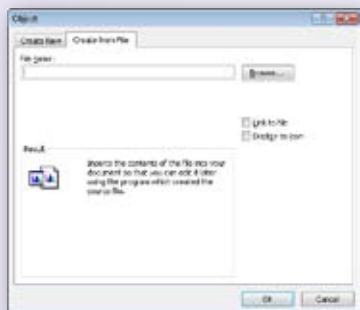 Object
Create New
Create from File
File name:
Browse...
Link to file
Display as icon
Result
Inserts the contents of the file into your
document so that you can edit it later
using the program which created the
source file.
OK
Cancel